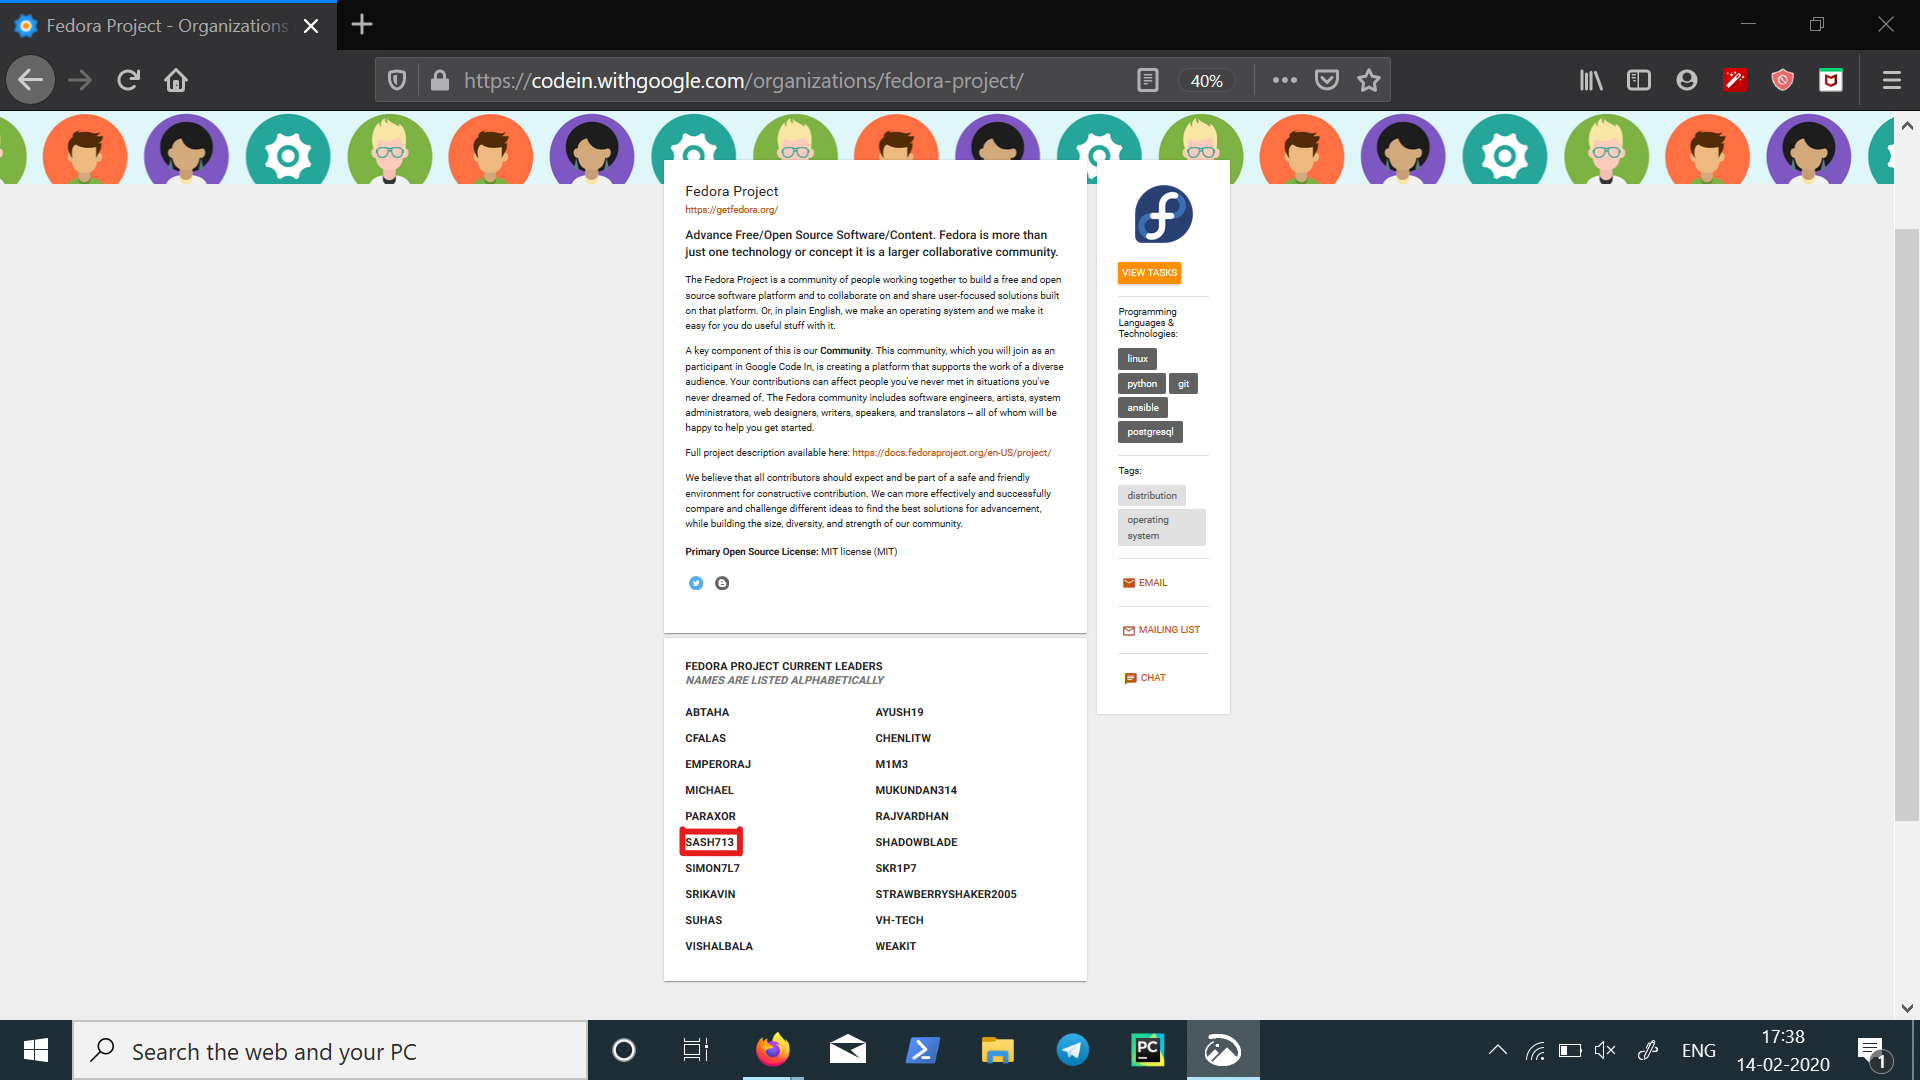 Fedora Project - Organizations
https://codein.withgoogle.com/organizations/fedora-project/
40%
Fedora Project
https://getfedora.org/
Advance Free/Open Source Software/Content. Fedora is more than
just one technology or concept it is a larger collaborative community.
The Fedora Project is a community of people working together to build a free and open
source software platform and to collaborate on and share user-focused solutions built
on that platform. Or, in plain English, we make an operating system and we make it
easy for you do useful stuff with it.
A key component of this is our Community. This community, which you will join as an
participant in Google Code In, is creating a platform that supports the work of a diverse
audience. Your contributions can affect people you've never met in situations you've
never dreamed of. The Fedora community includes software engineers, artists, system
administrators, web designers, writers, speakers, and translators -- all of whom will be
happy to help you get started.
Full project description available here: https://docs.fedoraproject.org/en-US/project/
We believe that all contributors should expect and be part of a safe and friendly
environment for constructive contribution. We can more effectively and successfully
compare and challenge different ideas to find the best solutions for advancement,
while building the size, diversity, and strength of our community.
Primary Open Source License: MIT license (MIT)
VIEW TASKS
Programming
Languages &
Technologies:
linux
python git
ansible
postgresql
Tags:
distribution
operating
system
EMAIL
MAILING LIST
CHAT
FEDORA PROJECT CURRENT LEADERS
NAMES ARE LISTED ALPHABETICALLY
ABTAHA AYUSH19
CFALAS CHENLITW
EMPERORAJ M1M3
MICHAEL MUKUNDAN314
PARAXOR RAJVARDHAN
SASH713 SHADOWBLADE
SIMON7L7 SKR1P7
SRIKAVIN STRAWBERRYSHAKER2005
SUHAS VH-TECH
VISHALBALA WEAKIT
Search the web and your PC
PC
ENG
17:38
14-02-2020
1